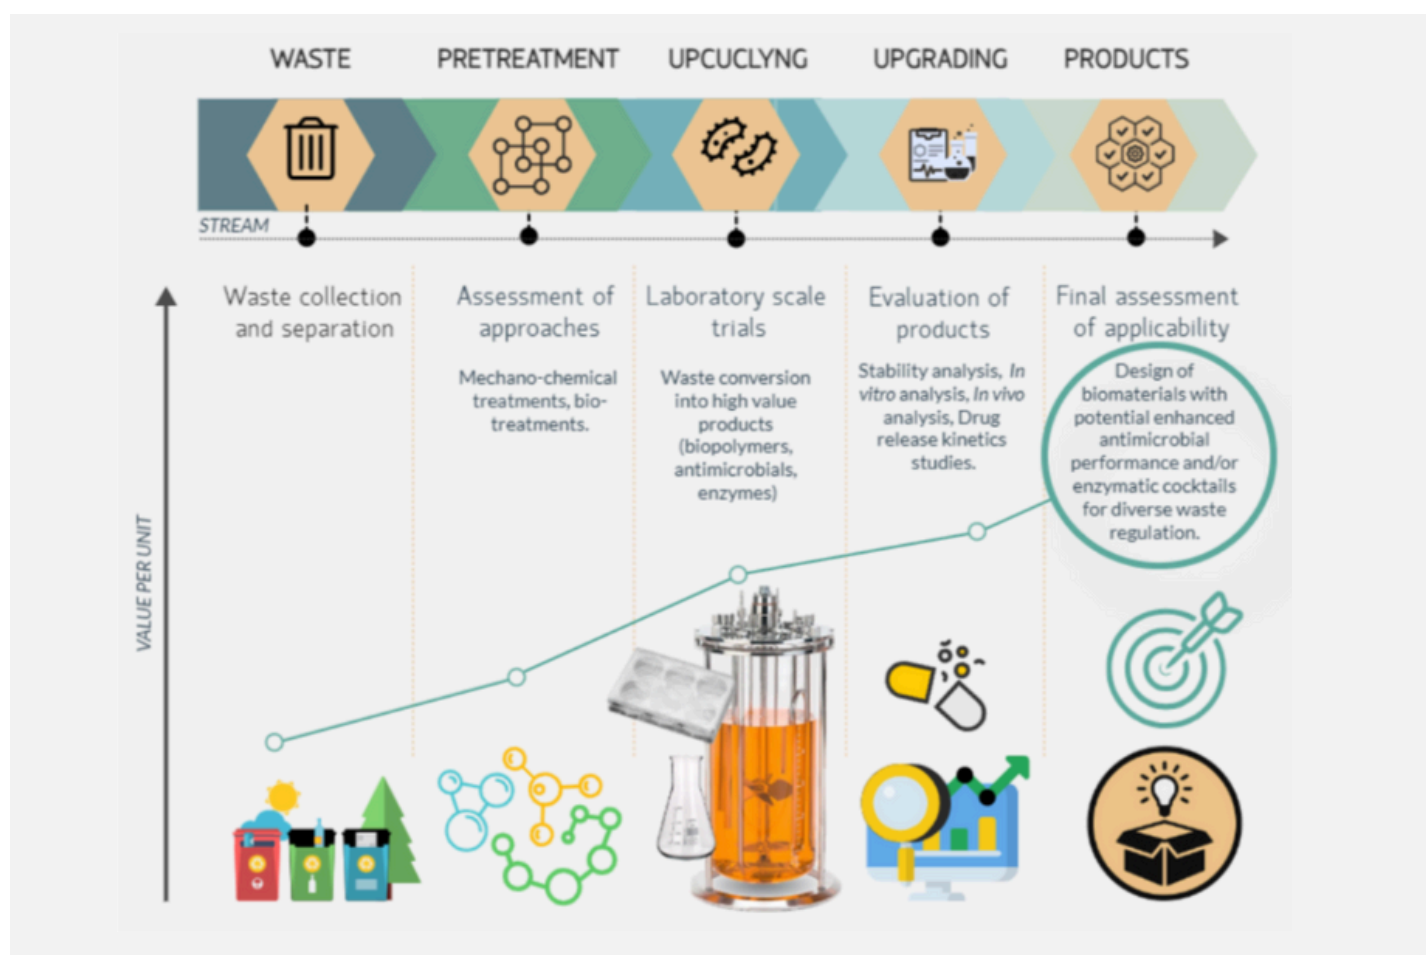 WASTE
PRETREATMENT
UPCUCLYNG
UPGRADING
PRODUCTS
STREAM
Waste collection
and separation
Assessment of
approaches
Mechano-chemical
treatments, bio-
treatments.
Laboratory scale
trials
Waste conversion
into high value
products
(biopolymers,
antimicrobials,
enzymes)
Evaluation of
products
Stability analysis, In
vitro analysis, In vivo
analysis, Drug
release kinetics
studies.
Final assessment
of applicability
Design of
biomaterials with
potential enhanced
antimicrobial
performance and/or
enzymatic cocktails
for diverse waste
regulation.
VALUE PER UNIT